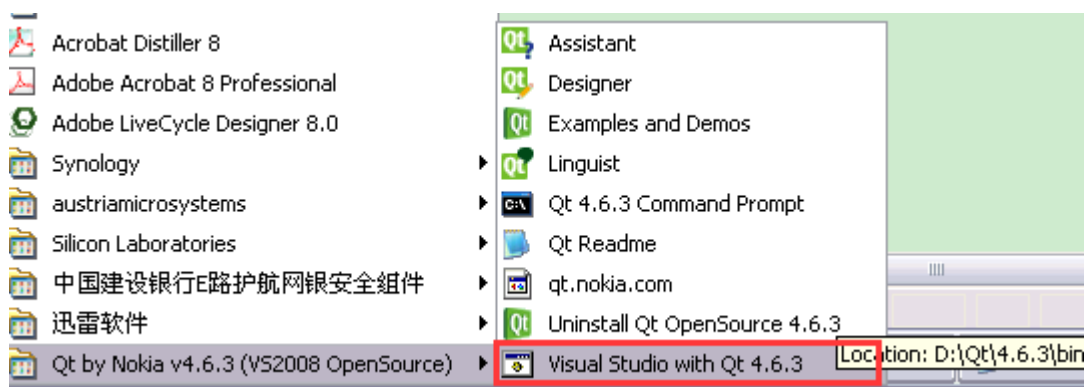 Acrobat Distiller 8
Adobe Acrobat 8 Professional
Adobe LiveCycle Designer 8.0
Synology
austriamicrosystems
Silicon Laboratories
中国建设银行E路护航网银安全组件
迅雷软件
Qt by Nokia v4.6.3 (VS2008 OpenSource)
Assistant
Designer
Examples and Demos
Linguist
Qt 4.6.3 Command Prompt
Qt Readme
qt.nokia.com
Uninstall Qt OpenSource 4.6.3
Visual Studio with Qt 4.6.3
Location: D:\Qt\4.6.3\bin